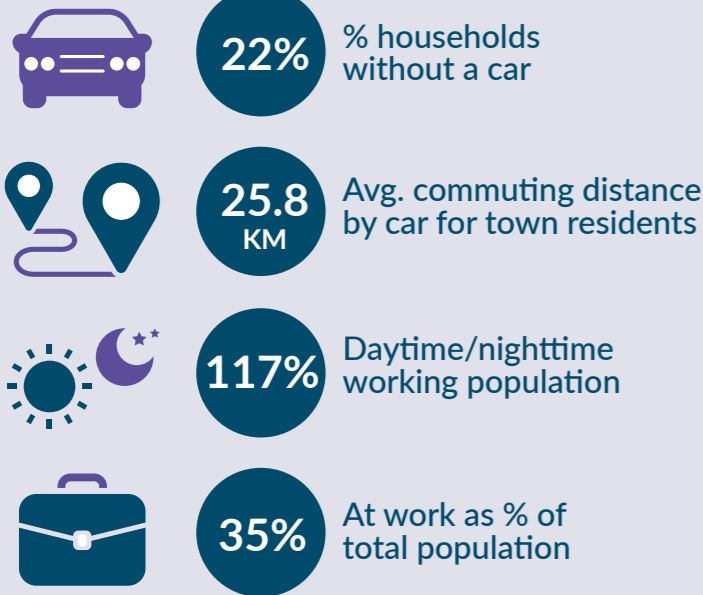 22%
% households
without a car
25.8
KM
Avg. commuting distance
by car for town residents
117%
Daytime/nighttime
working population
35%
At work as % of
total population